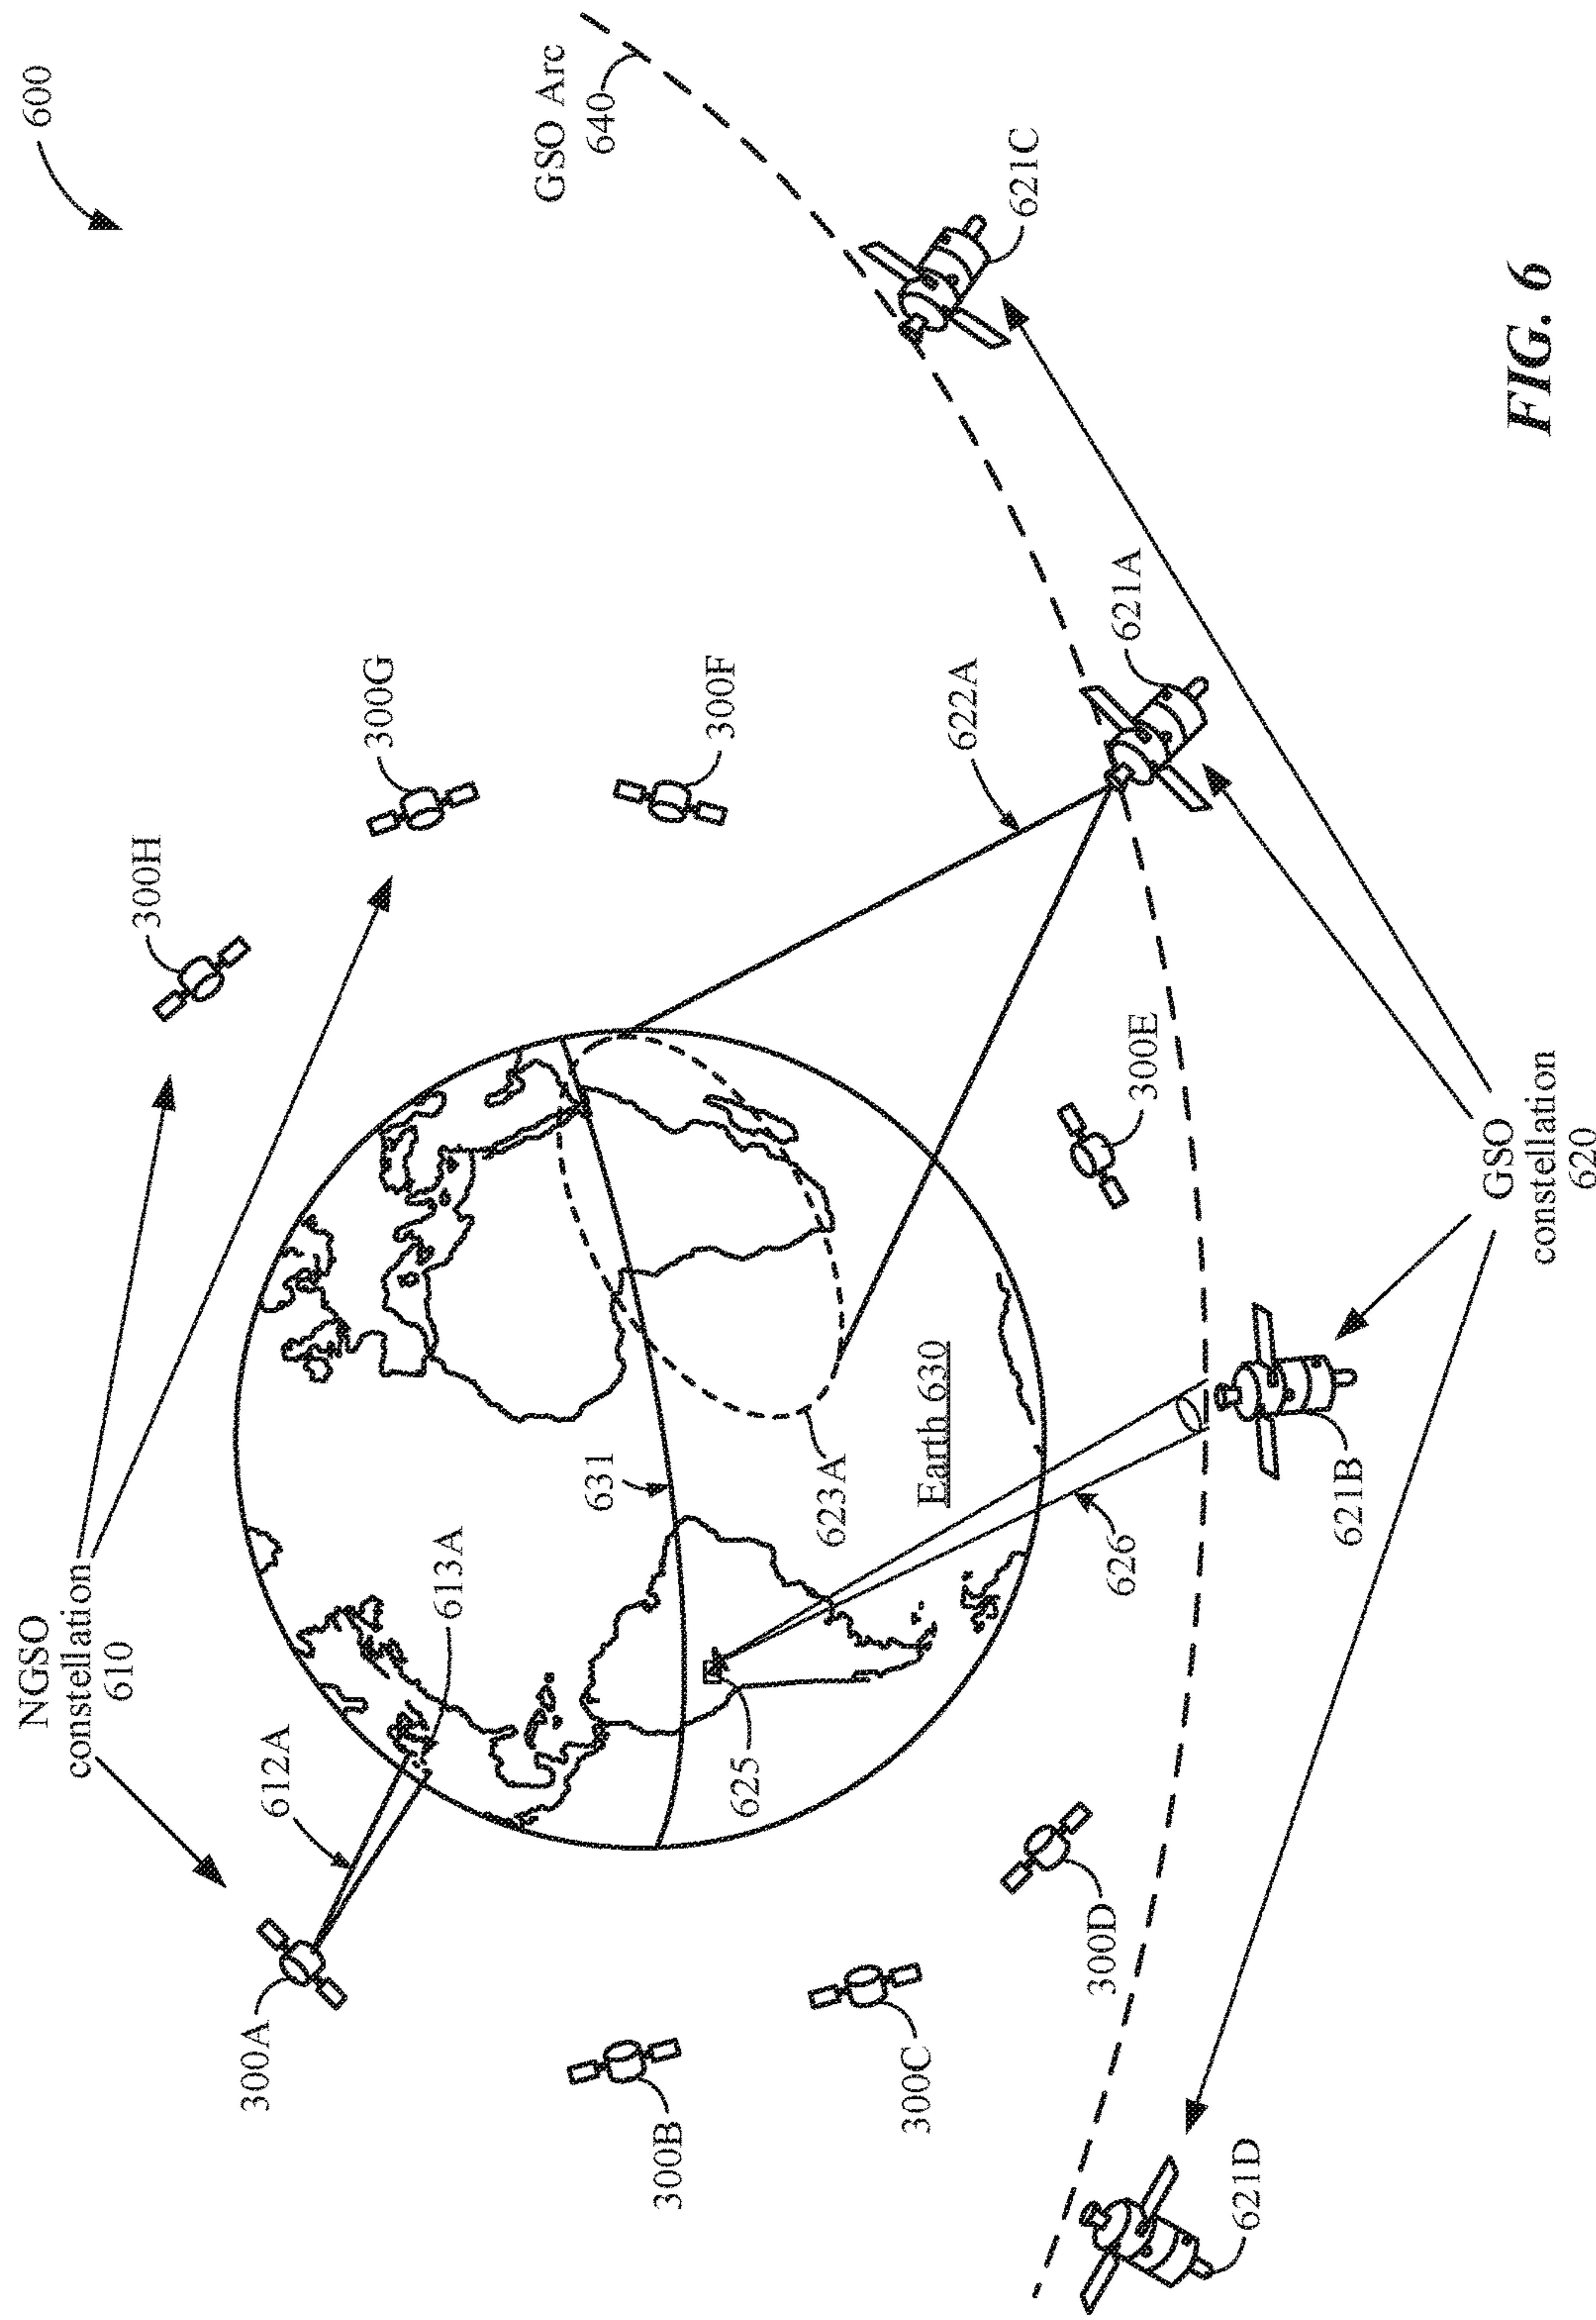 600
NGSO
constellation
610
300H
300G
300F
GSO Arc
640
612A
613A
300A
300B
300C
300D
300E
631
623A
Earth 630
625
626
622A
621A
621C
621B
621D
GSO
constellation
620
FIG. 6